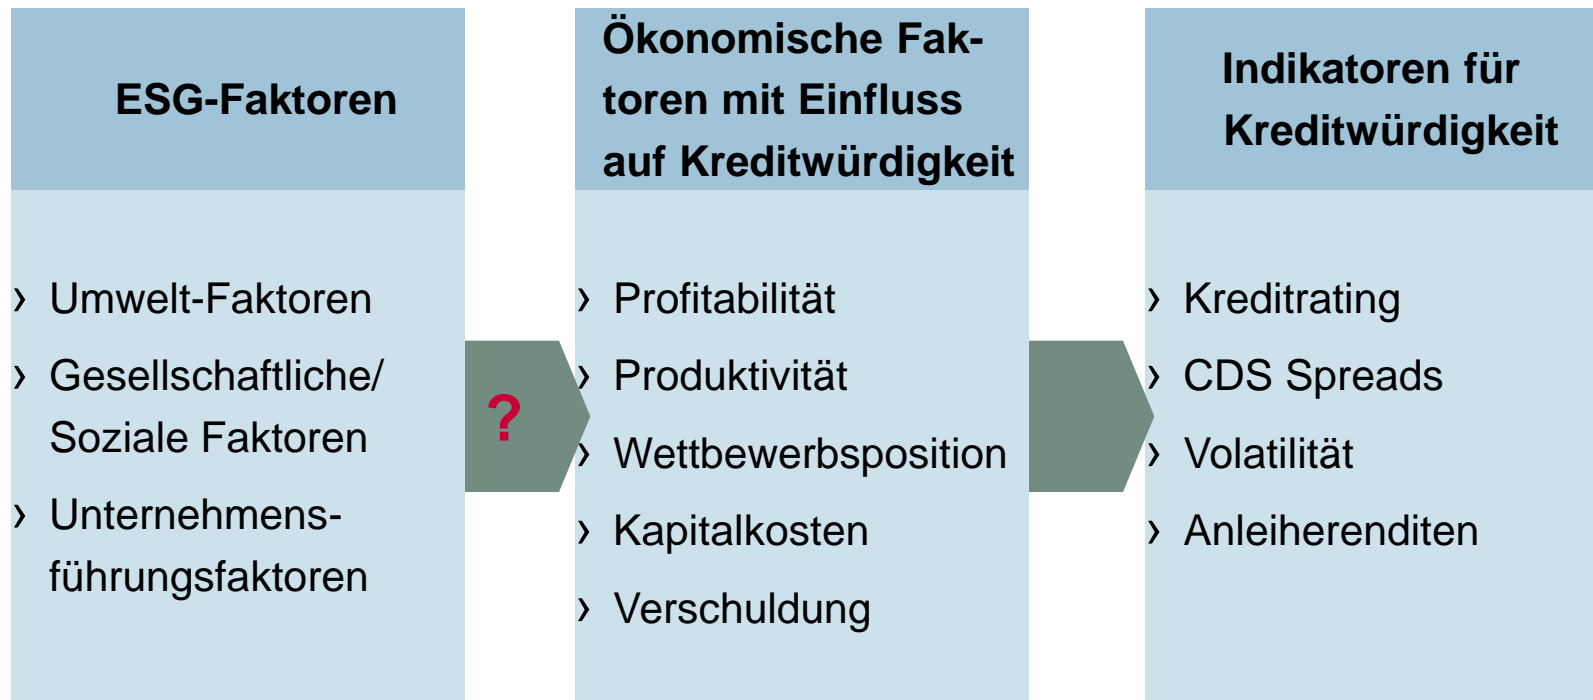 ESG-Faktoren
› Umwelt-Faktoren
› Gesellschaftliche/
Soziale Faktoren
› Unternehmens-
führungsfaktoren
?
Ökonomische Fak-
toren mit Einfluss
auf Kreditwürdigkeit
› Profitabilität
› Produktivität
› Wettbewerbsposition
› Kapitalkosten
› Verschuldung
Indikatoren für
Kreditwürdigkeit
› Kreditrating
› CDS Spreads
› Volatilität
› Anleiherenditen